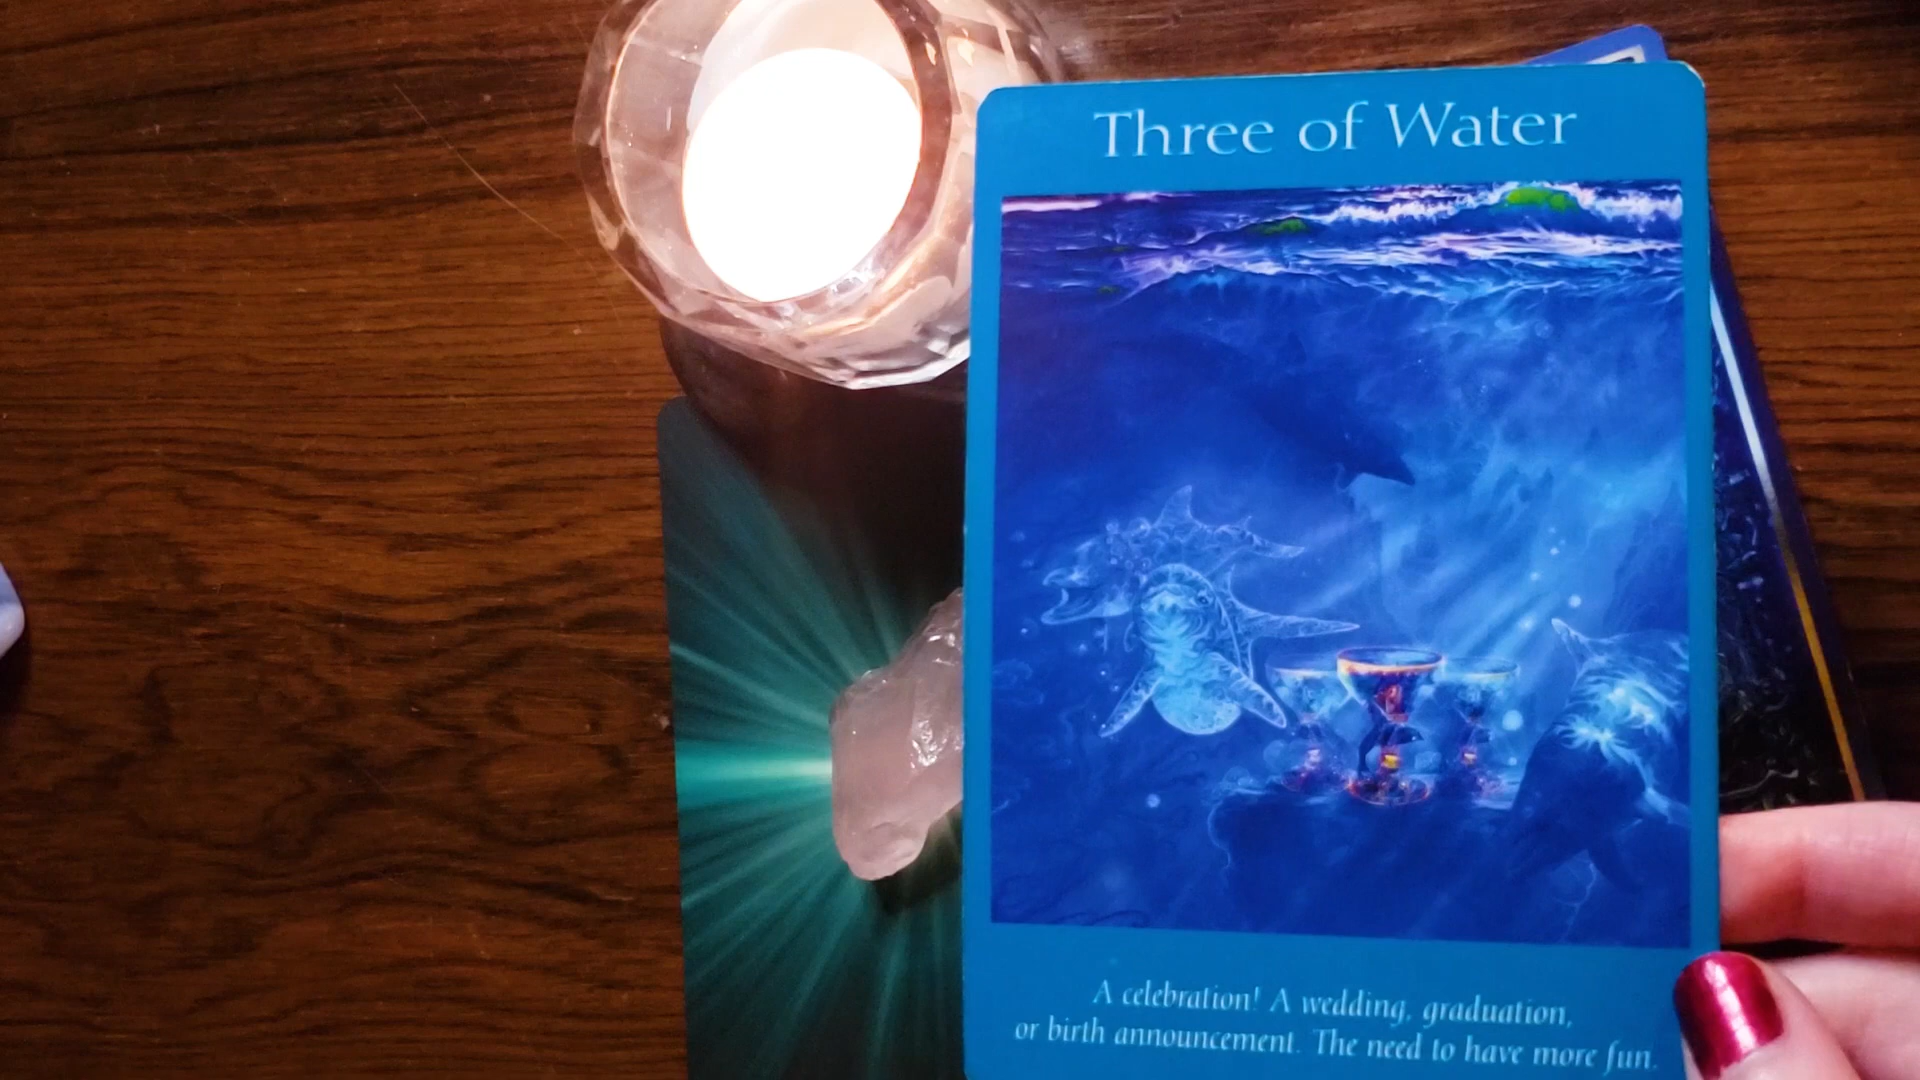 Three of Water
A celebration! A wedding, graduation,
or birth announcement. The need to have more fun.